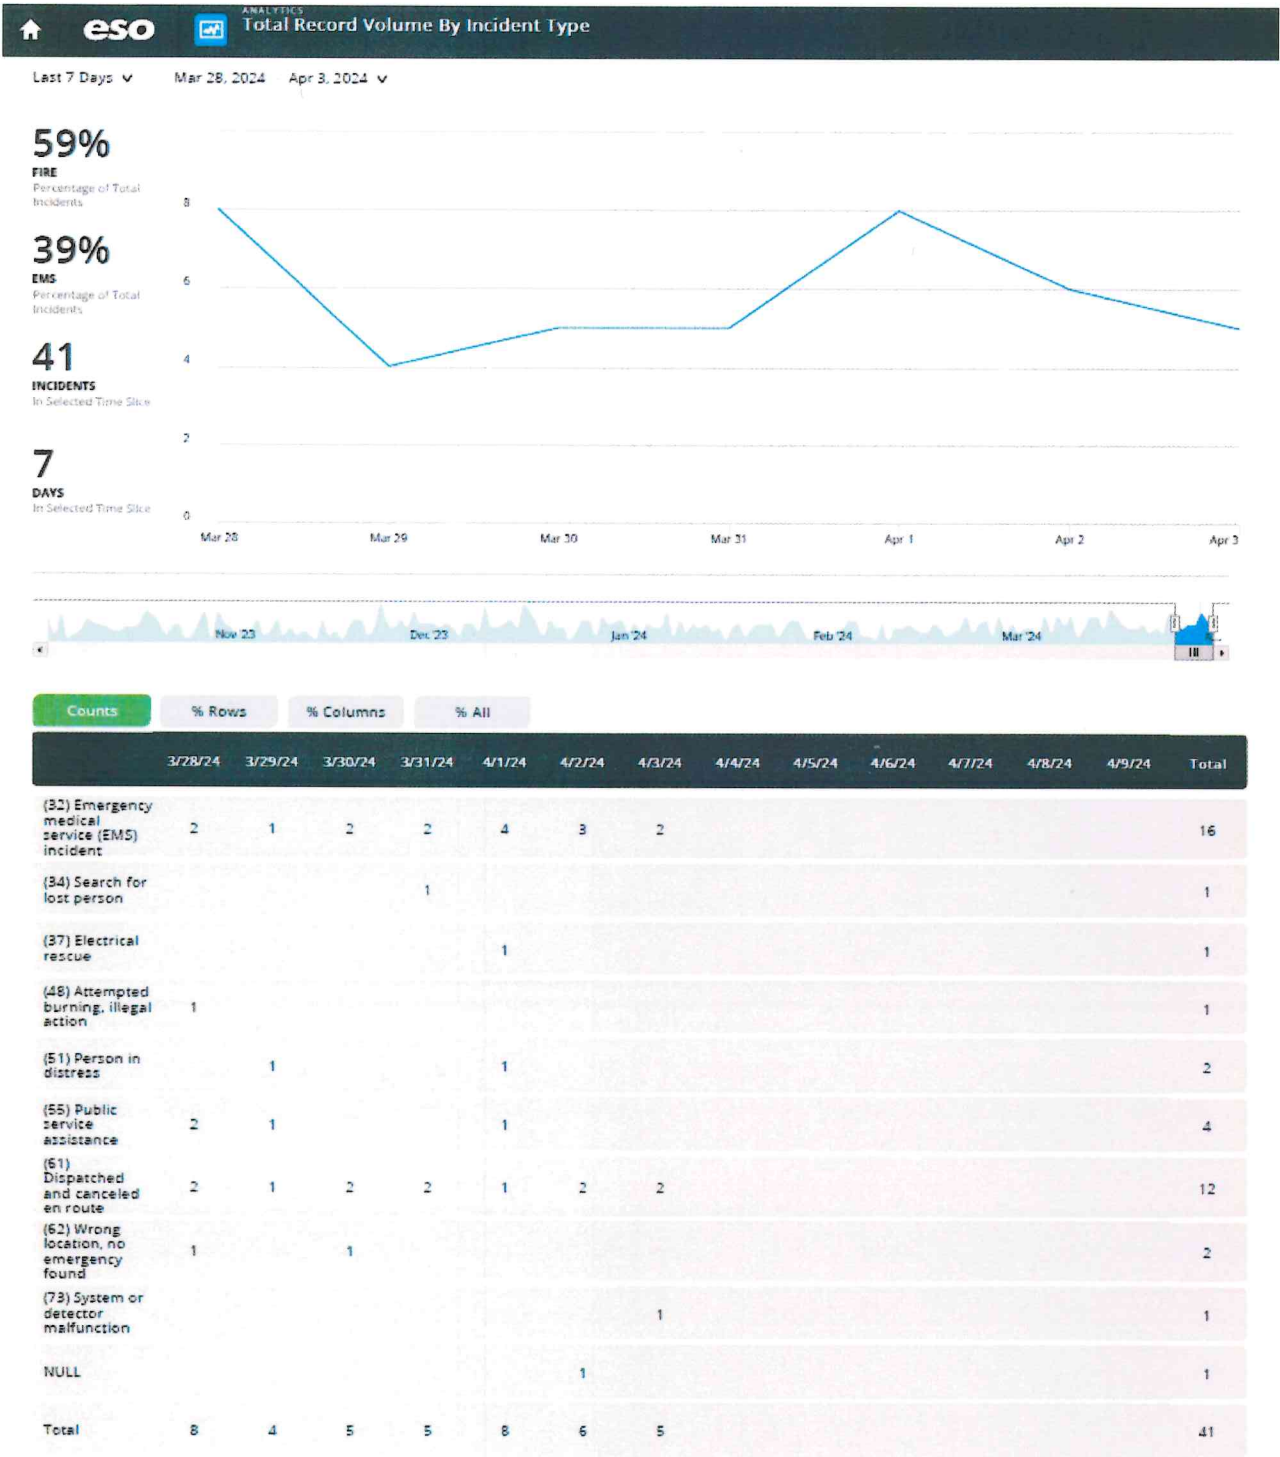 ANALYTICS
eso Total Record Volume By Incident Type
Last 7 Days Mar 28, 2024 Apr 3, 2024
59%
FIRE
Percentage of Total
Incidents
39%
EMS
Percentage of Total
Incidents
41
INCIDENTS
In Selected Time Slice
7
DAYS
In Selected Time Slice
8
6
4
2
0
Mar 28 Mar 29 Mar 30 Mar 31 Apr 1 Apr 2 Apr 3
Nov '23 Dec '23 Jan '24 Feb '24 Mar '24
Counts % Rows % Columns % All
3/28/24 3/29/24 3/30/24 3/31/24 4/1/24 4/2/24 4/3/24 4/4/24 4/5/24 4/6/24 4/7/24 4/8/24 4/9/24 Total
(32) Emergency
medical
service (EMS)
incident
2 1 2 2 4 3 2 16
(34) Search for
lost person
1 1
(37) Electrical
rescue
1 1
(48) Attempted
burning, illegal
action
1 1
(51) Person in
distress
1 1 2
(55) Public
service
assistance
2 1 1 4
(61)
Dispatched
and canceled
en route
2 1 2 2 1 2 2 12
(62) Wrong
location, no
emergency
found
1 1 2
(73) System or
detector
malfunction
1 1
NULL 1 1
Total 8 4 5 5 8 6 5 41